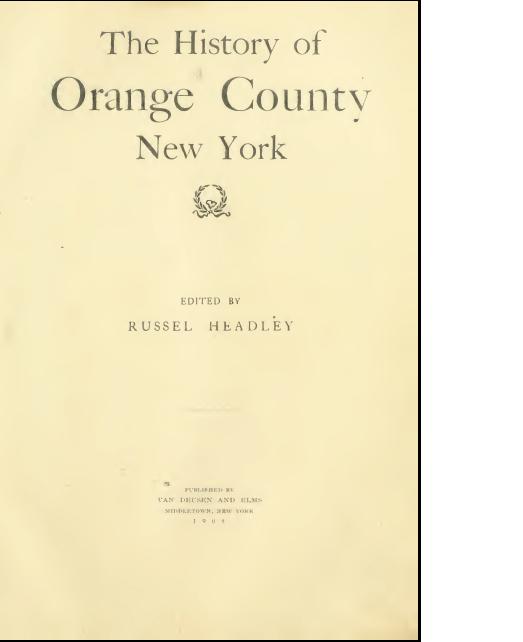 The History of
Orange County
New York
EDITED BY
RUSSEL HEADLEY
PUBLISHED BY
VAN DEUSEN AND ELMS
MIDDLETOWN, NEW YORK